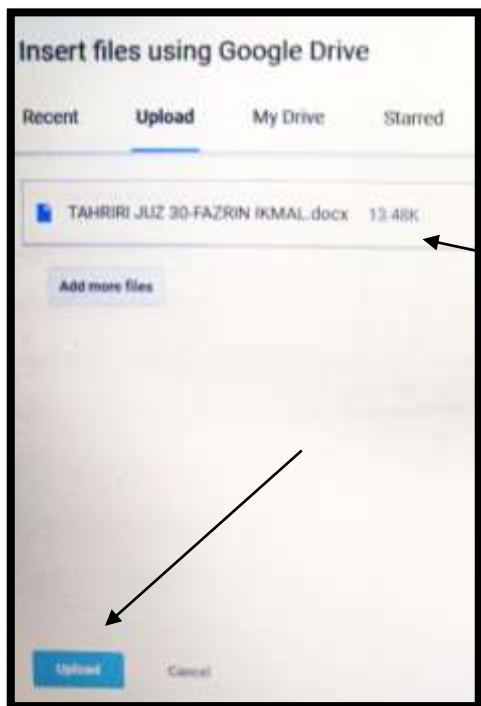 Insert files using Google Drive
Recent Upload My Drive Starred
TAHRIRI JUZ 30-FAZRIN IKMAL.docx 13.48K
Add more files
Upload Cancel